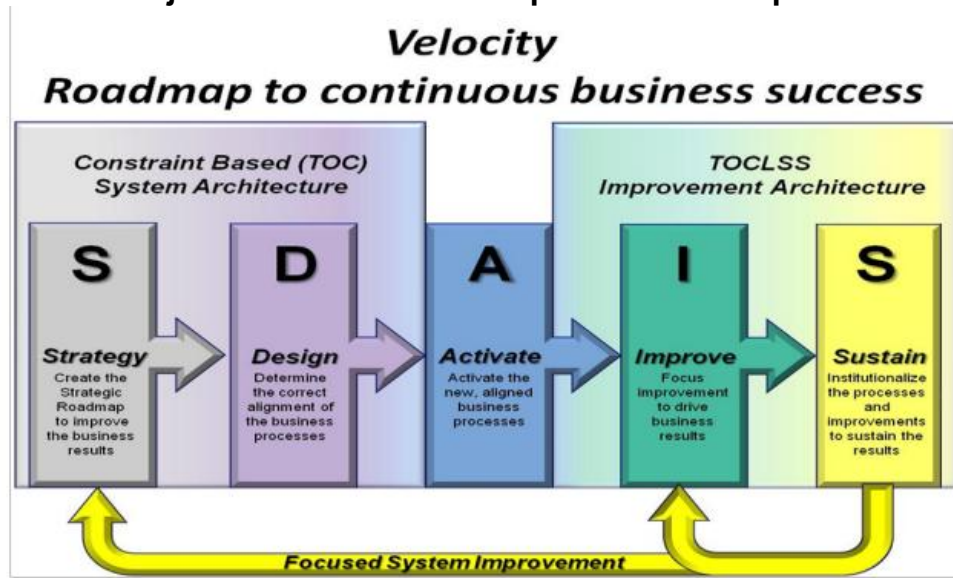 Velocity
Roadmap to continuous business success
Constraint Based (TOC)
System Architecture
TOCLSS
Improvement Architecture
S
Strategy
Create the
Strategic
Roadmap
to improve
the business
results
D
Design
Determine
the correct
alignment of
the business
processes
A
Activate
Activate the
new, aligned
business
processes
I
Improve
Focus
improvement
to drive
business
results
S
Sustain
Institutionalize
the processes
and
improvements
to sustain the
results
Focused System Improvement